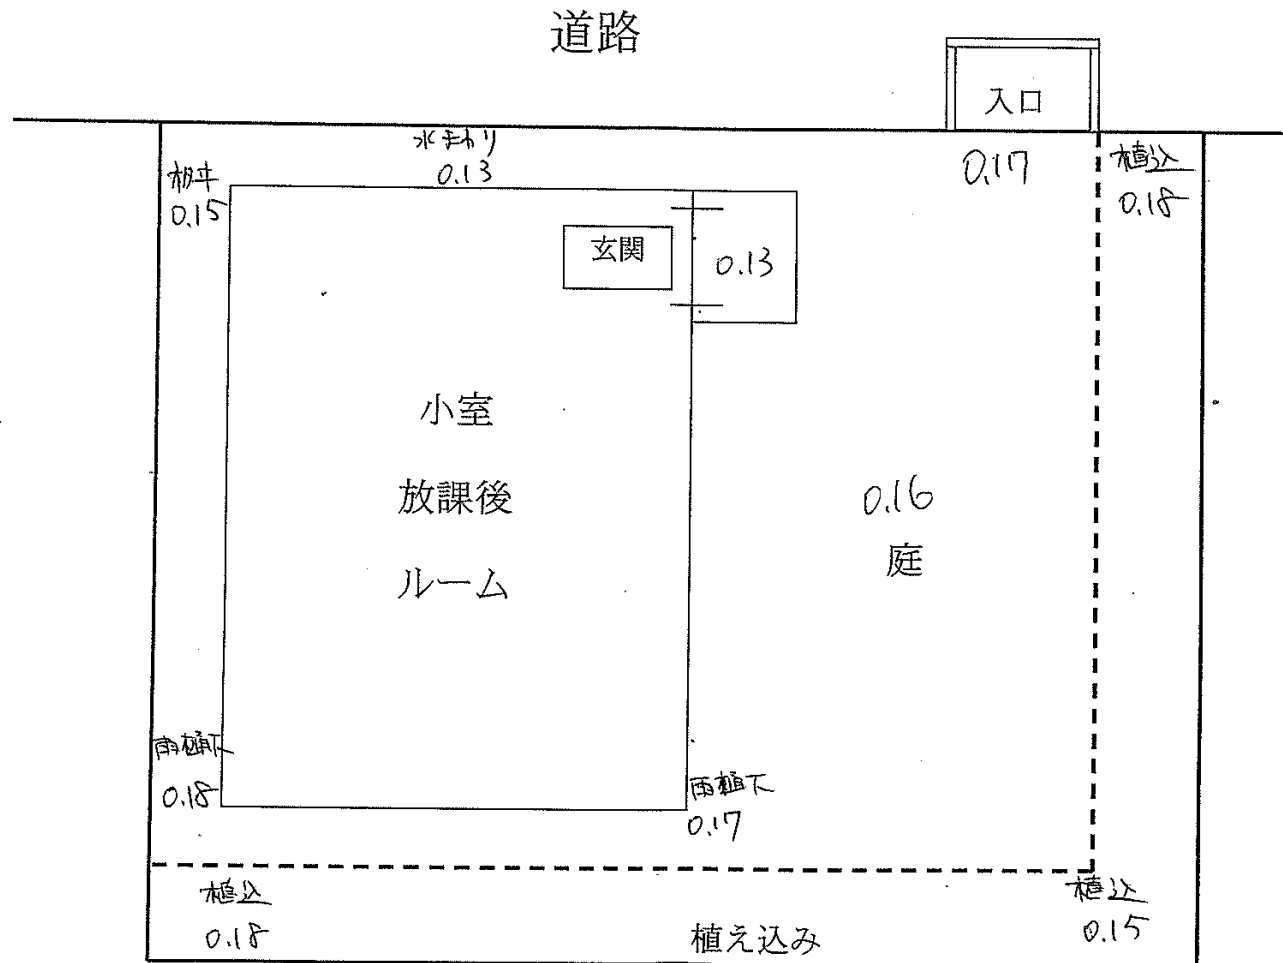 道路
入口
水まわり
0.13
0.17
植込
0.18
桝
0.15
玄関
0.13
小室
放課後
ルーム
0.16
庭
雨樋下
0.18
雨樋下
0.17
植込
0.18
植え込み
植込
0.15